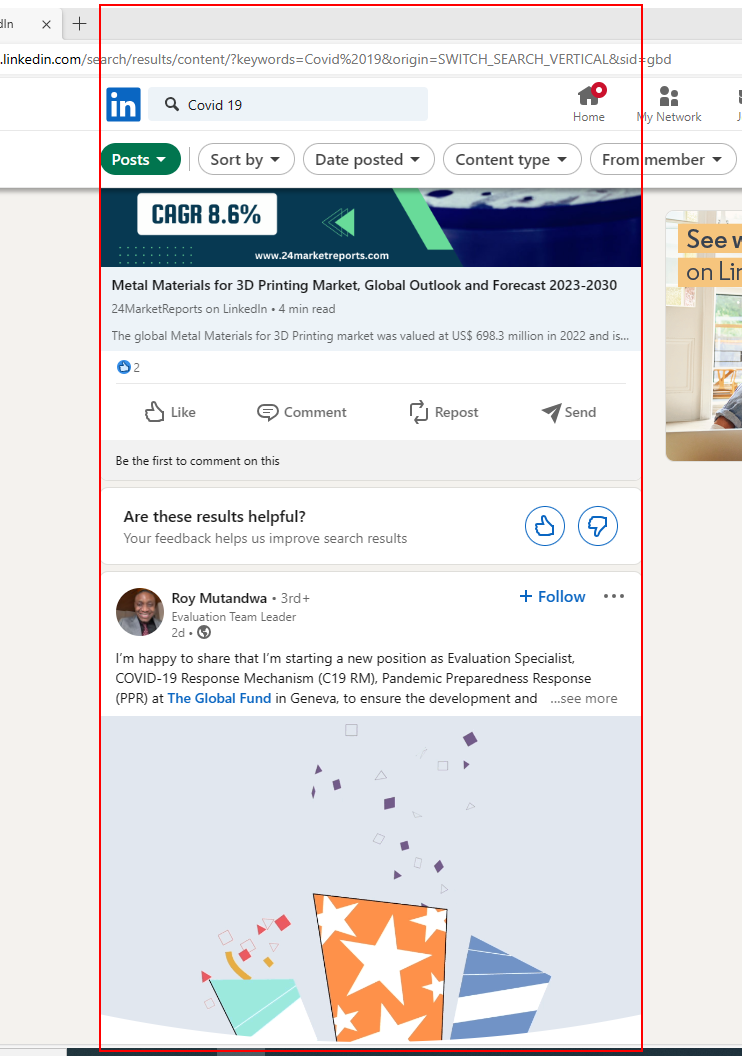 dIn
.linkedin.com/search/results/content/?keywords=Covid%2019&origin=SWITCH_SEARCH_VERTICAL&sid=gbd
in
Covid 19
Home
My Network
Posts
Sort by
Date posted
Content type
From member
CAGR 8.6%
www.24marketreports.com
See w
on Lin
Metal Materials for 3D Printing Market, Global Outlook and Forecast 2023-2030
24MarketReports on LinkedIn • 4 min read
The global Metal Materials for 3D Printing market was valued at US$ 698.3 million in 2022 and is...
2
Like
Comment
Repost
Send
Be the first to comment on this
Are these results helpful?
Your feedback helps us improve search results
Roy Mutandwa • 3rd+
+ Follow
Evaluation Team Leader
2d •
I'm happy to share that I'm starting a new position as Evaluation Specialist,
COVID-19 Response Mechanism (C19 RM), Pandemic Preparedness Response
(PPR) at The Global Fund in Geneva, to ensure the development and ...see more